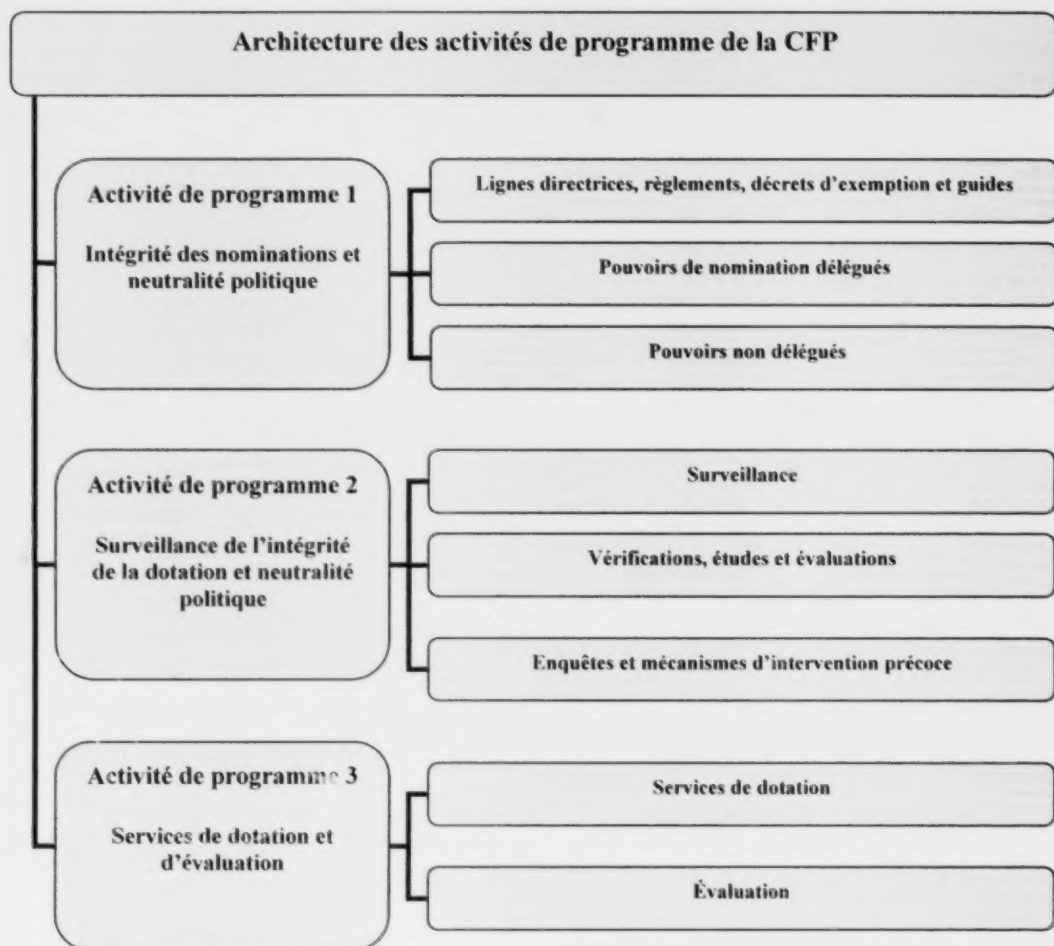 Architecture des activités de programme de la CFP
Activité de programme 1
Intégrité des nominations et
neutralité politique
Lignes directrices, règlements, décrets d'exemption et guides
Pouvoirs de nomination délégués
Pouvoirs non délégués
Activité de programme 2
Surveillance de l'intégrité
de la dotation et neutralité
politique
Surveillance
Vérifications, études et évaluations
Enquêtes et mécanismes d'intervention précoce
Activité de programme 3
Services de dotation et
d'évaluation
Services de dotation
Évaluation